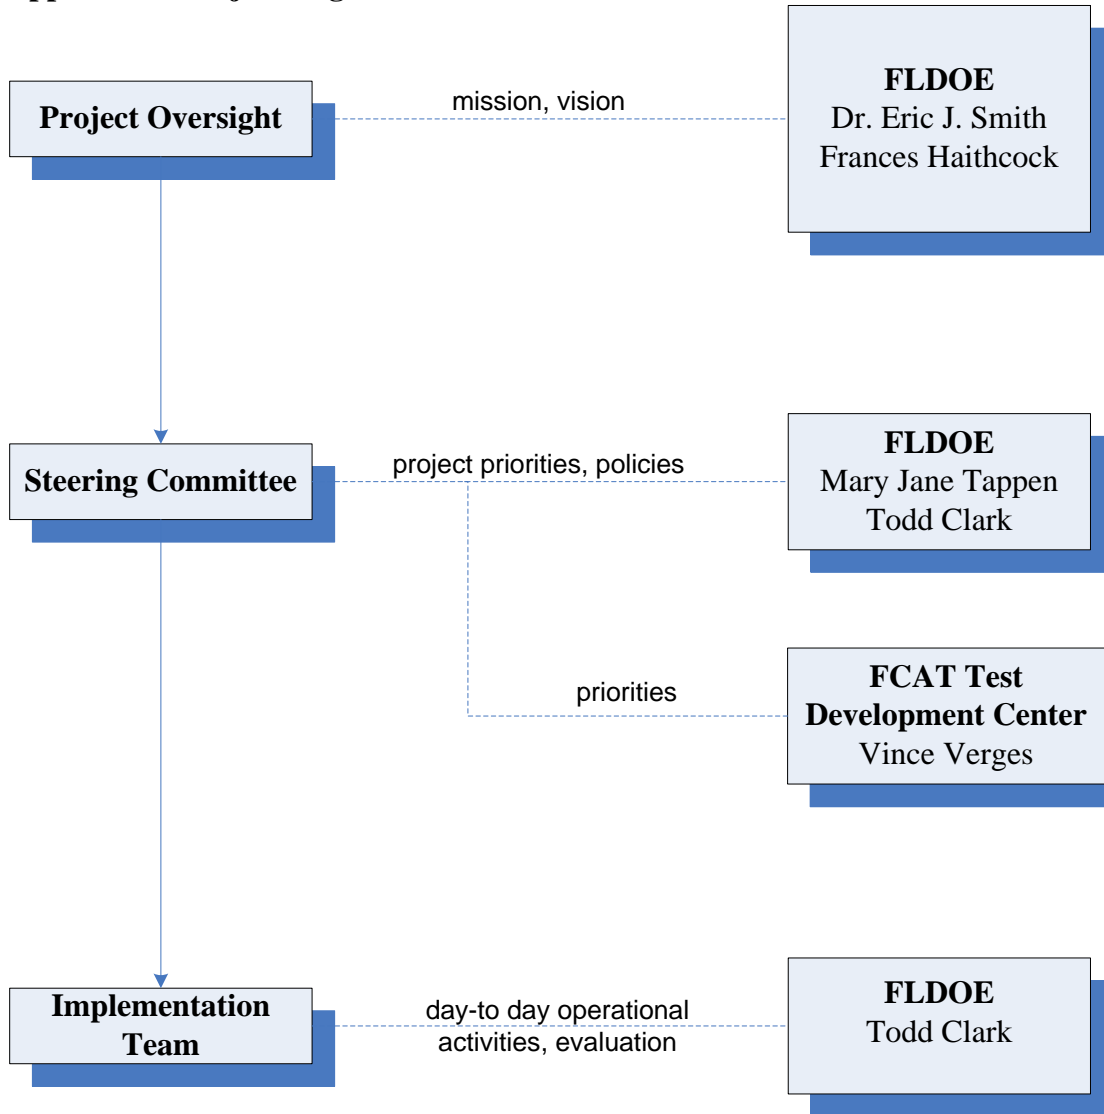 Project Oversight
mission, vision
FLDOE
Dr. Eric J. Smith
Frances Haithcock
Steering Committee
project priorities, policies
FLDOE
Mary Jane Tappen
Todd Clark
priorities
FCAT Test
Development Center
Vince Verges
Implementation
Team
day-to day operational
activities, evaluation
FLDOE
Todd Clark